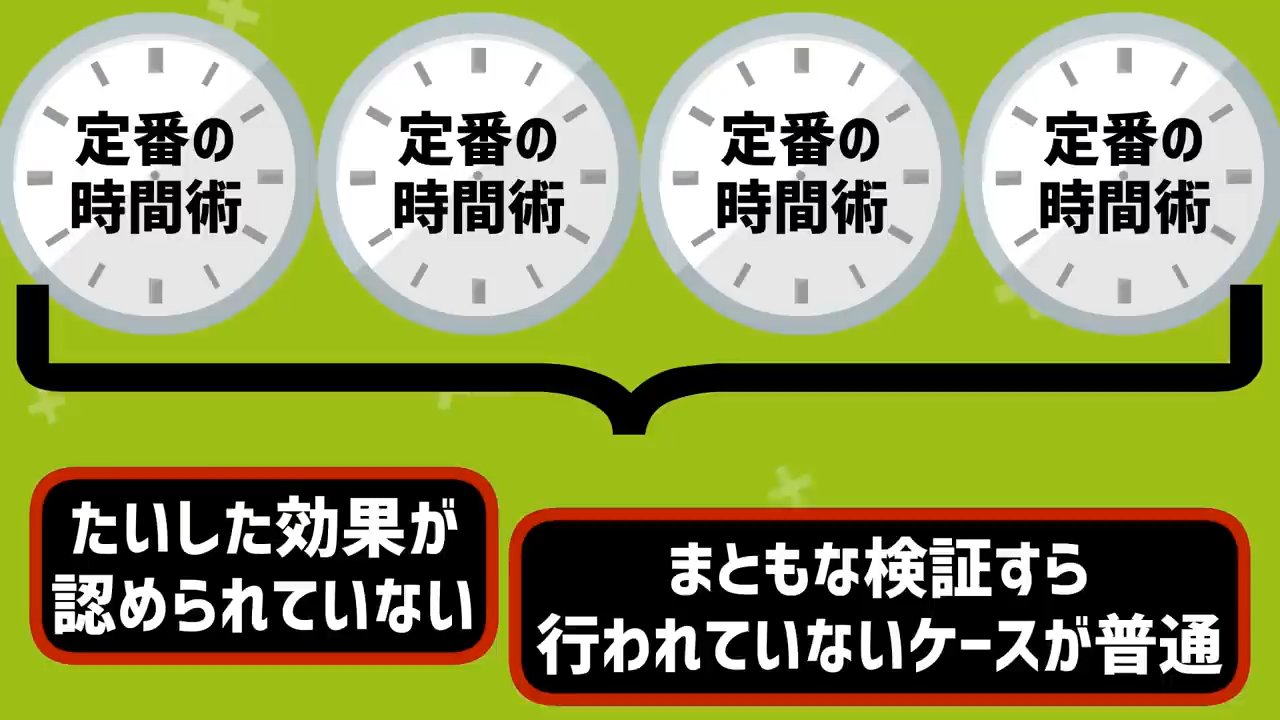 定番の
時間術
定番の
時間術
定番の
時間術
定番の
時間術
たいした効果が
認められていない
まともな検証すら
行われていないケースが普通